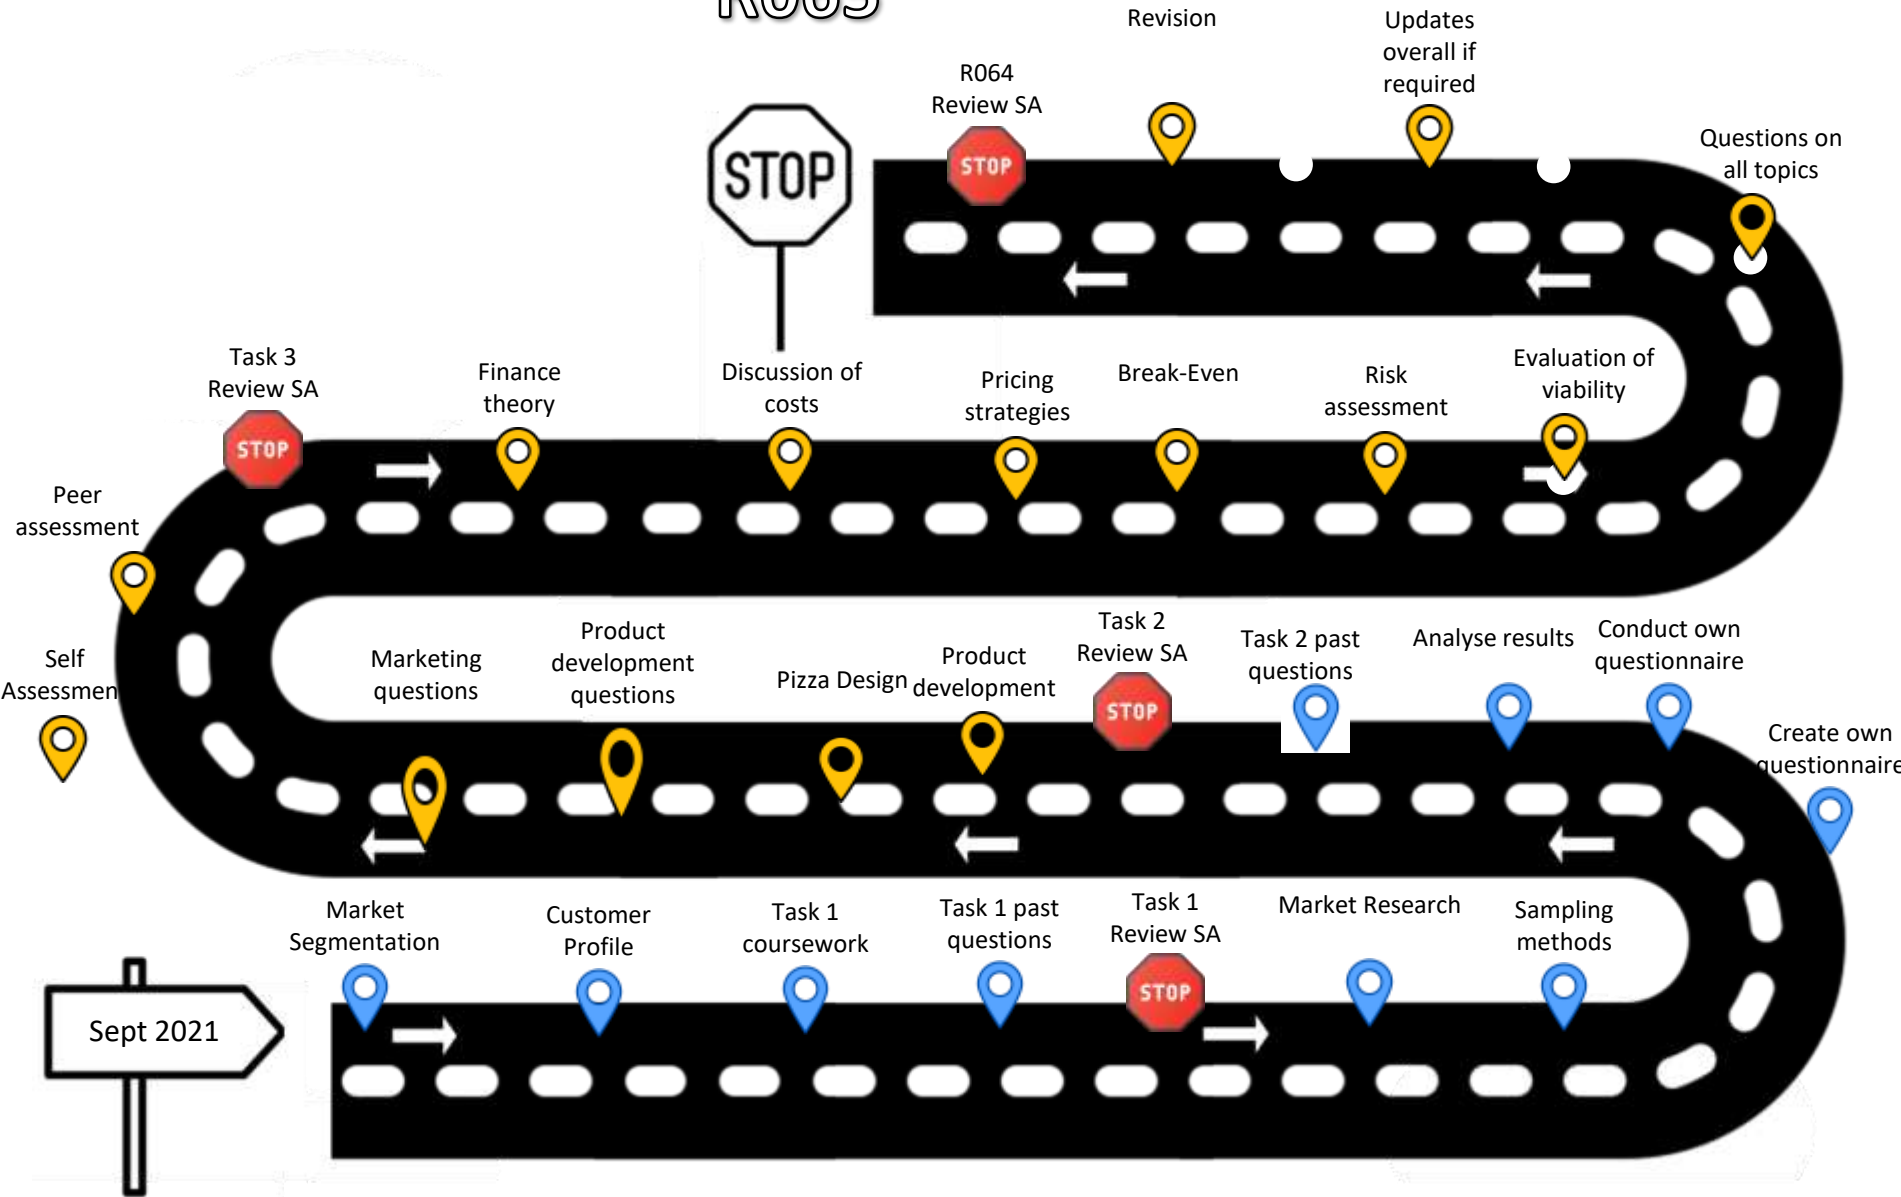 Revision
Updates
overall if
required
R064
Review SA
STOP
STOP
Questions on
all topics
Task 3
Review SA
STOP
Finance
theory
Discussion of
costs
Pricing
strategies
Break-Even
Risk
assessment
Evaluation of
viability
Peer
assessment
Self
Assessmen
Marketing
questions
Product
development
questions
Pizza Design
Product
development
Task 2
Review SA
STOP
Task 2 past
questions
Analyse results
Conduct own
questionnaire
Create own
questionnaire
Market
Segmentation
Customer
Profile
Task 1
coursework
Task 1 past
questions
Task 1
Review SA
STOP
Market Research
Sampling
methods
Sept 2021